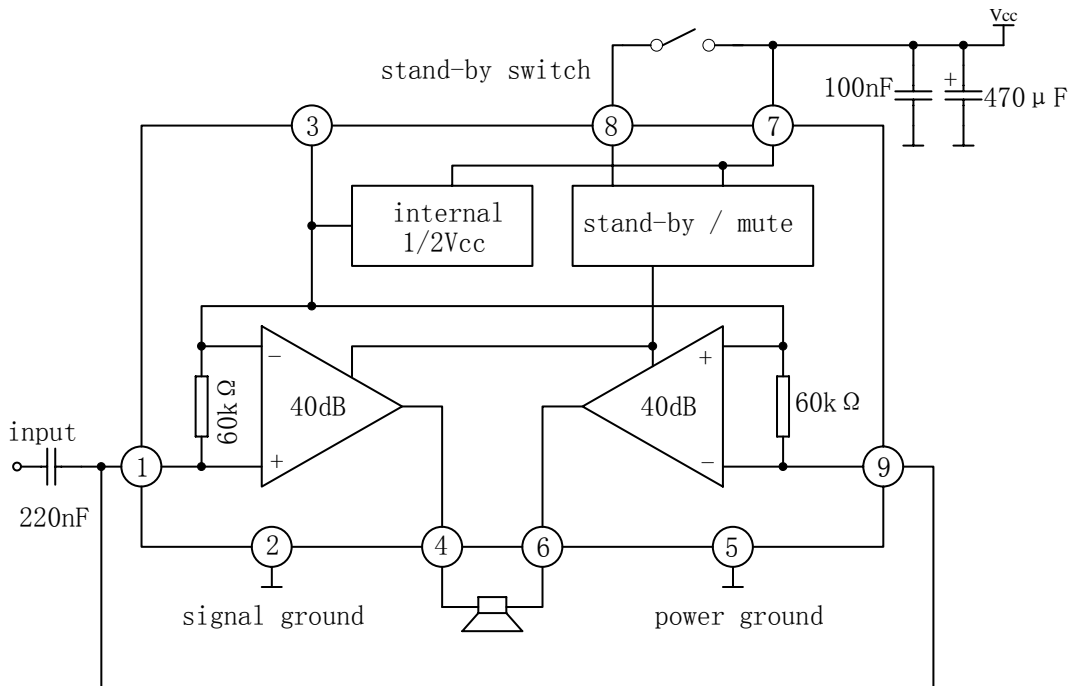 Vcc
stand-by switch
100nF
+
470μF
3
8
7
internal
1/2Vcc
stand-by / mute
−
+
40dB
40dB
60kΩ
60kΩ
input
1
+
−
9
220nF
2
4
6
5
signal ground
power ground